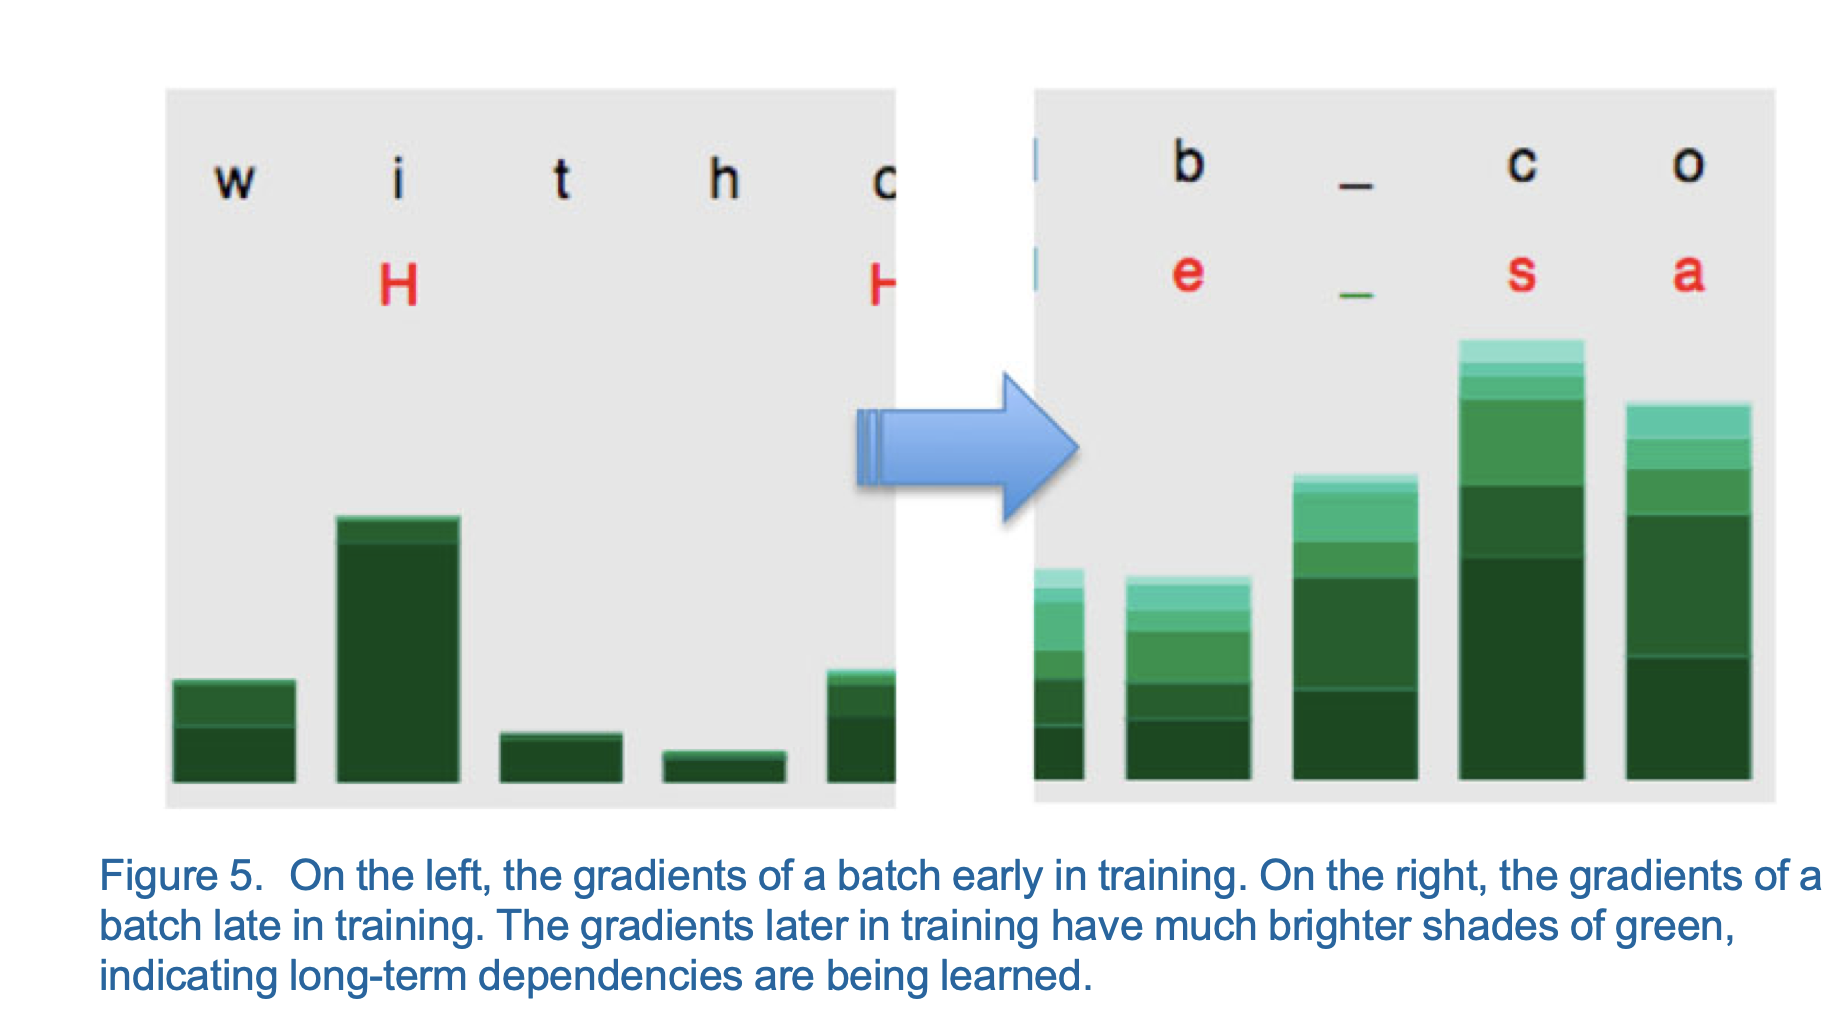 w i t h
H
b _ c o
e _ s a
Figure 5. On the left, the gradients of a batch early in training. On the right, the gradients of a
batch late in training. The gradients later in training have much brighter shades of green,
indicating long-term dependencies are being learned.